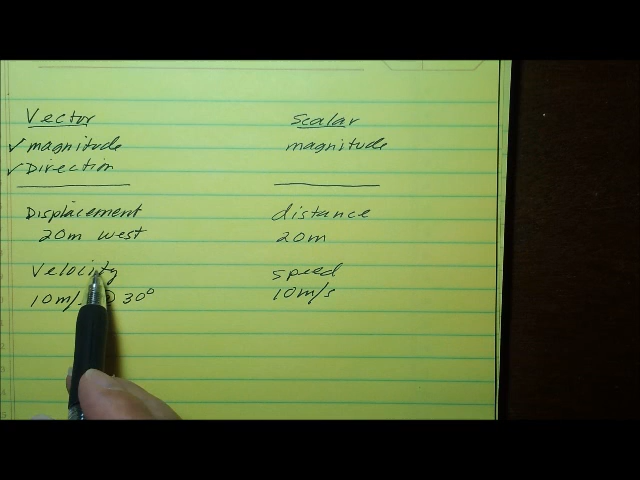 Vector
✓ magnitude
✓ Direction
Displacement
20m west
Velocity
10m/s @ 30°
Scalar
magnitude
distance
20m
speed
10m/s